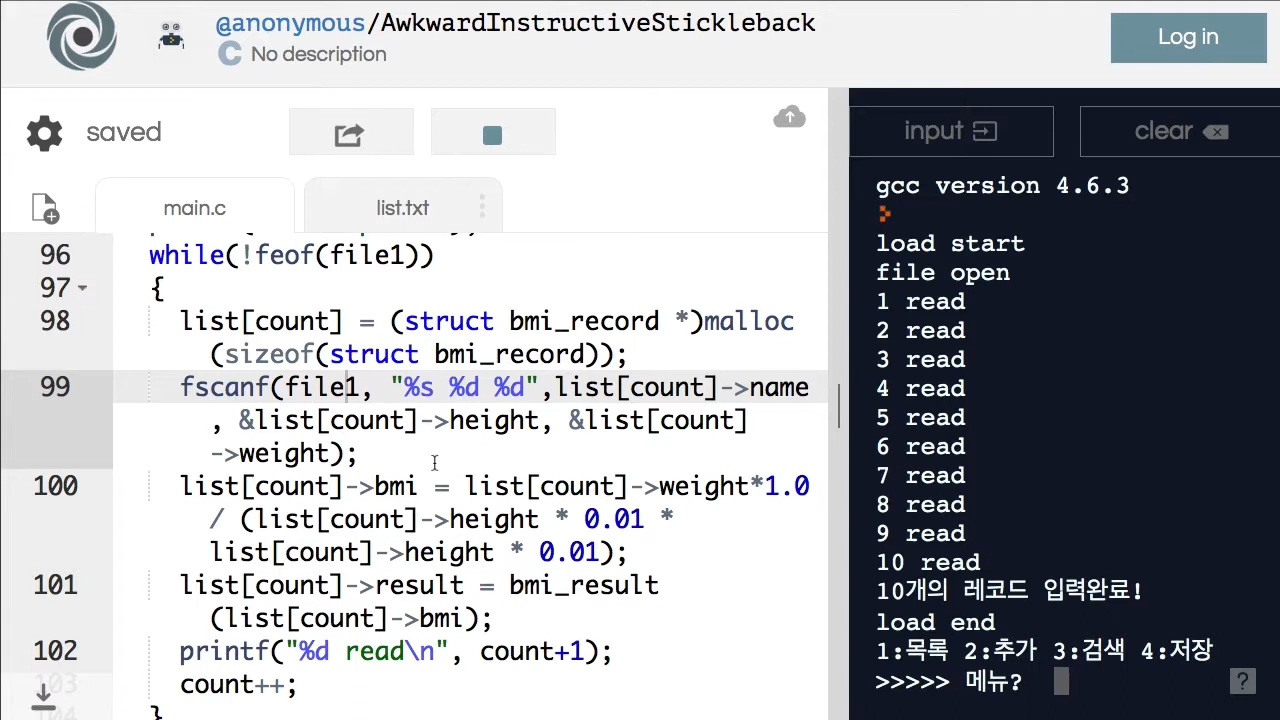 @anonymous/AwkwardInstructiveStickleback
No description
Log in
saved
main.c
list.txt
96 while(!feof(file1))
97 {
98 list[count] = (struct bmi_record *)malloc
(sizeof(struct bmi_record));
99 fscanf(file1, "%s %d %d",list[count]->name
, &list[count]->height, &list[count]
->weight);
100 list[count]->bmi = list[count]->weight*1.0
/ (list[count]->height * 0.01 *
list[count]->height * 0.01);
101 list[count]->result = bmi_result
(list[count]->bmi);
102 printf("%d read\n", count+1);
103 count++;
104 }
input
clear
gcc version 4.6.3
load start
file open
1 read
2 read
3 read
4 read
5 read
6 read
7 read
8 read
9 read
10 read
10개의 레코드 입력완료!
load end
1:목록 2:추가 3:검색 4:저장
>>>>> 메뉴?
?